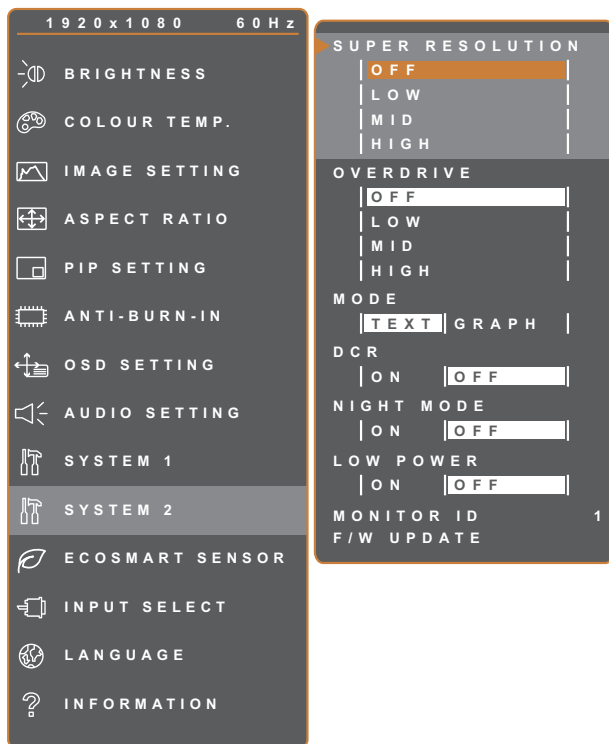 1920x1080 60Hz
BRIGHTNESS
COLOUR TEMP.
IMAGE SETTING
ASPECT RATIO
PIP SETTING
ANTI-BURN-IN
OSD SETTING
AUDIO SETTING
SYSTEM 1
SYSTEM 2
ECOSMART SENSOR
INPUT SELECT
LANGUAGE
INFORMATION
SUPER RESOLUTION
OFF
LOW
MID
HIGH
OVERDRIVE
OFF
LOW
MID
HIGH
MODE
TEXT GRAPH
DCR
ON OFF
NIGHT MODE
ON OFF
LOW POWER
ON OFF
MONITOR ID 1
F/W UPDATE